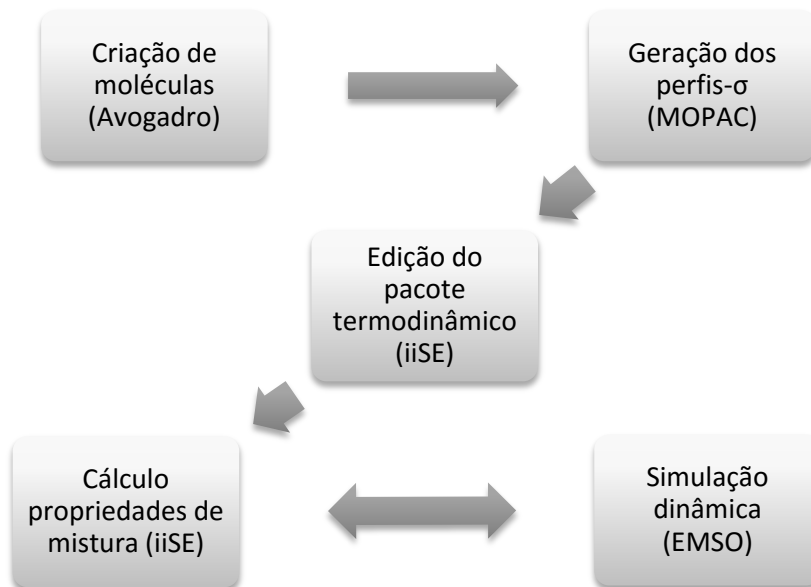 Criação de
moléculas
(Avogadro)
Geração dos
perfis-σ
(MOPAC)
Edição do
pacote
termodinâmico
(iiSE)
Cálculo
propriedades de
mistura (iiSE)
Simulação
dinâmica
(EMSO)